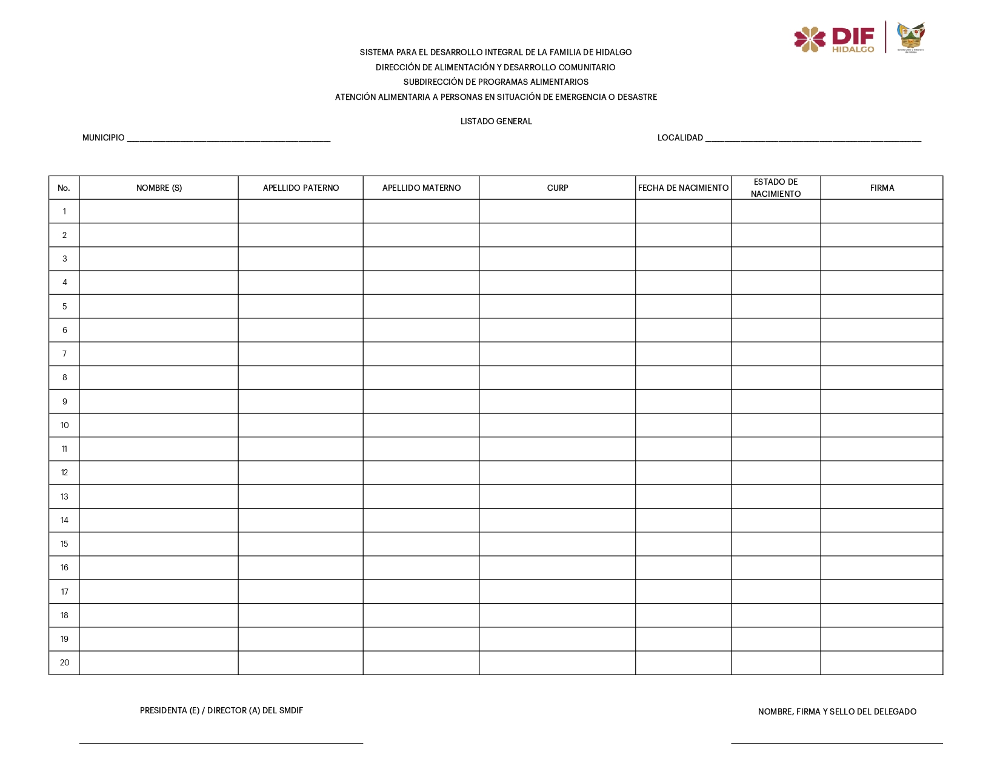 DIF
HIDALGO
SISTEMA PARA EL DESARROLLO INTEGRAL DE LA FAMILIA DE HIDALGO
DIRECCIÓN DE ALIMENTACIÓN Y DESARROLLO COMUNITARIO
SUBDIRECCIÓN DE PROGRAMAS ALIMENTARIOS
ATENCIÓN ALIMENTARIA A PERSONAS EN SITUACIÓN DE EMERGENCIA O DESASTRE
LISTADO GENERAL
MUNICIPIO
LOCALIDAD
No. NOMBRE (S) APELLIDO PATERNO APELLIDO MATERNO CURP FECHA DE NACIMIENTO ESTADO DE NACIMIENTO FIRMA
1
2
3
4
5
6
7
8
9
10
11
12
13
14
15
16
17
18
19
20
PRESIDENTA (E) / DIRECTOR (A) DEL SMDIF
NOMBRE, FIRMA Y SELLO DEL DELEGADO